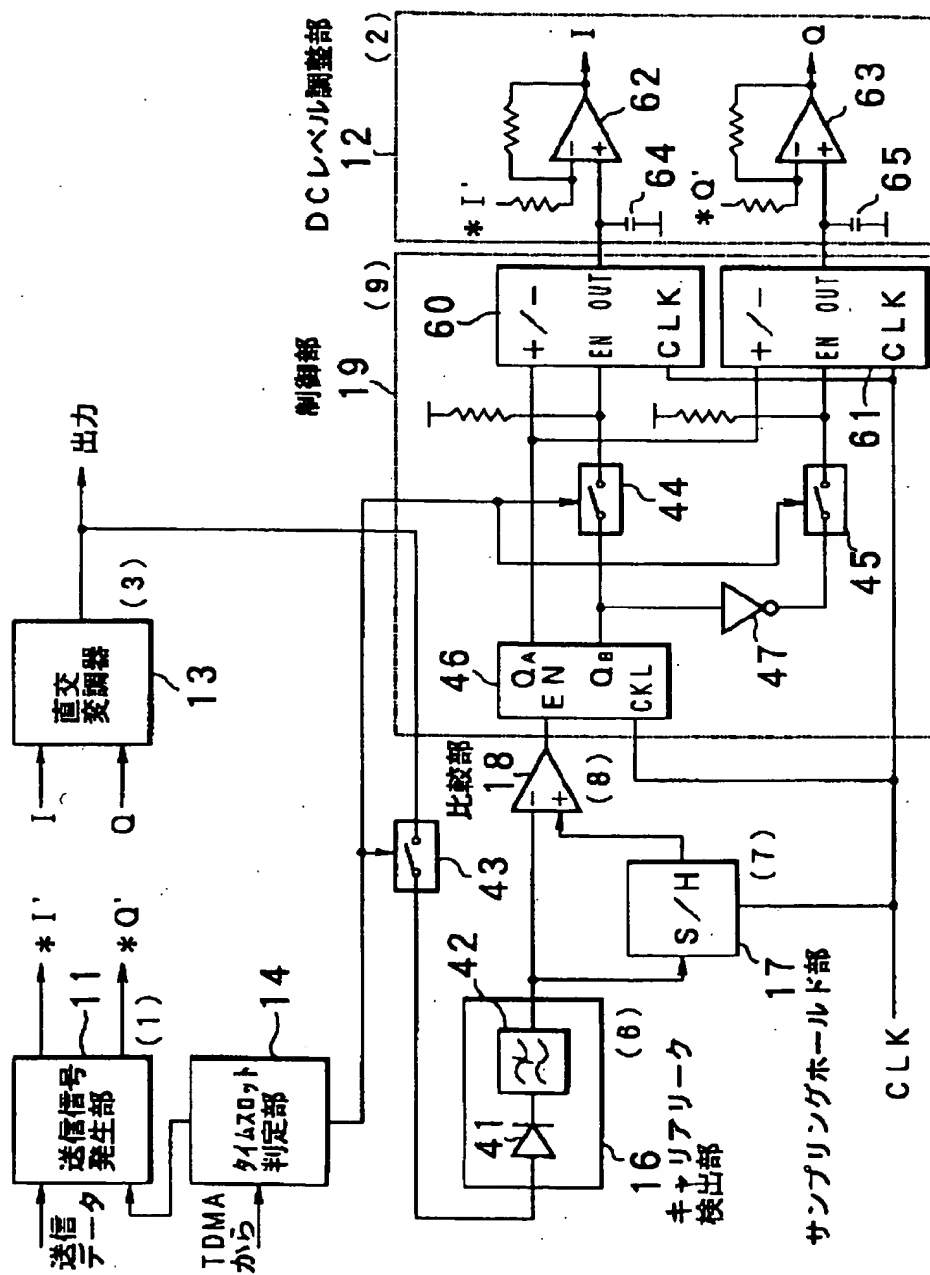 送信
データ
送信信号
発生部
11
* I'
* Q'
(1)
I
Q
直交
変調器
13
(3)
出力
TDMA
から
タイムスロット
判定部
14
43
41
42
(6)
16
キャリアリーク
検出部
S/H
17
(7)
サンプリングホールド部
CLK
比較部
18
−
+
(8)
制御部
19
(9)
46
QA
EN
QB
CKL
47
44
45
60
+/-
EN
OUT
CLK
+/-
EN
OUT
CLK
61
DCレベル調整部
12
(2)
* I'
−
+
62
64
I
* Q'
−
+
63
65
Q